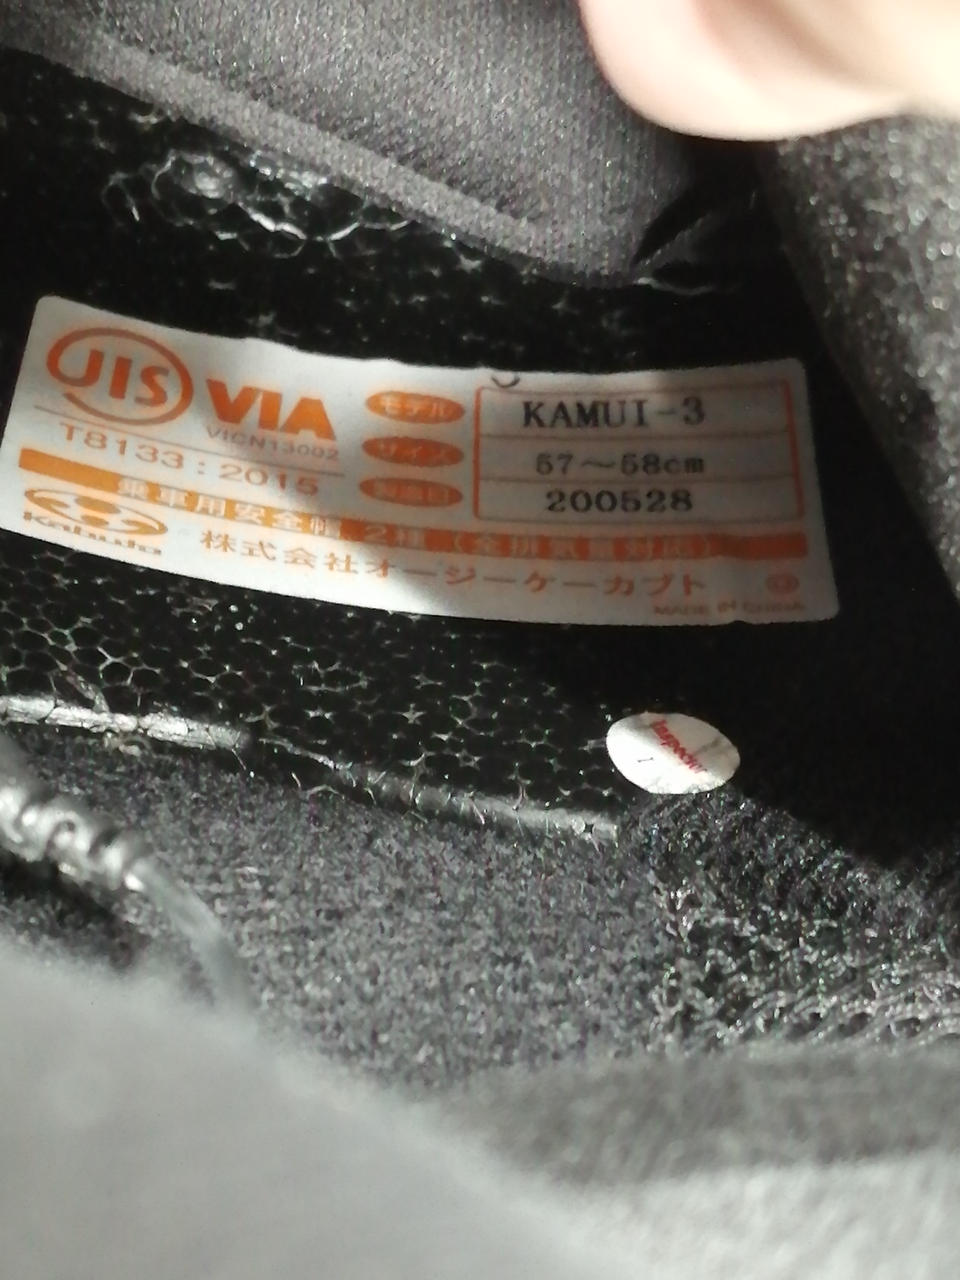 JIS VIA
VICN13002
T8133 : 2015
モデル KAMUI-3
サイズ 57～58cm
製造日 200528
乗車用安全帽 2種 (全排気量対応)
Kabuto 株式会社オージーケーカブト
MADE IN CHINA
Inspector
1